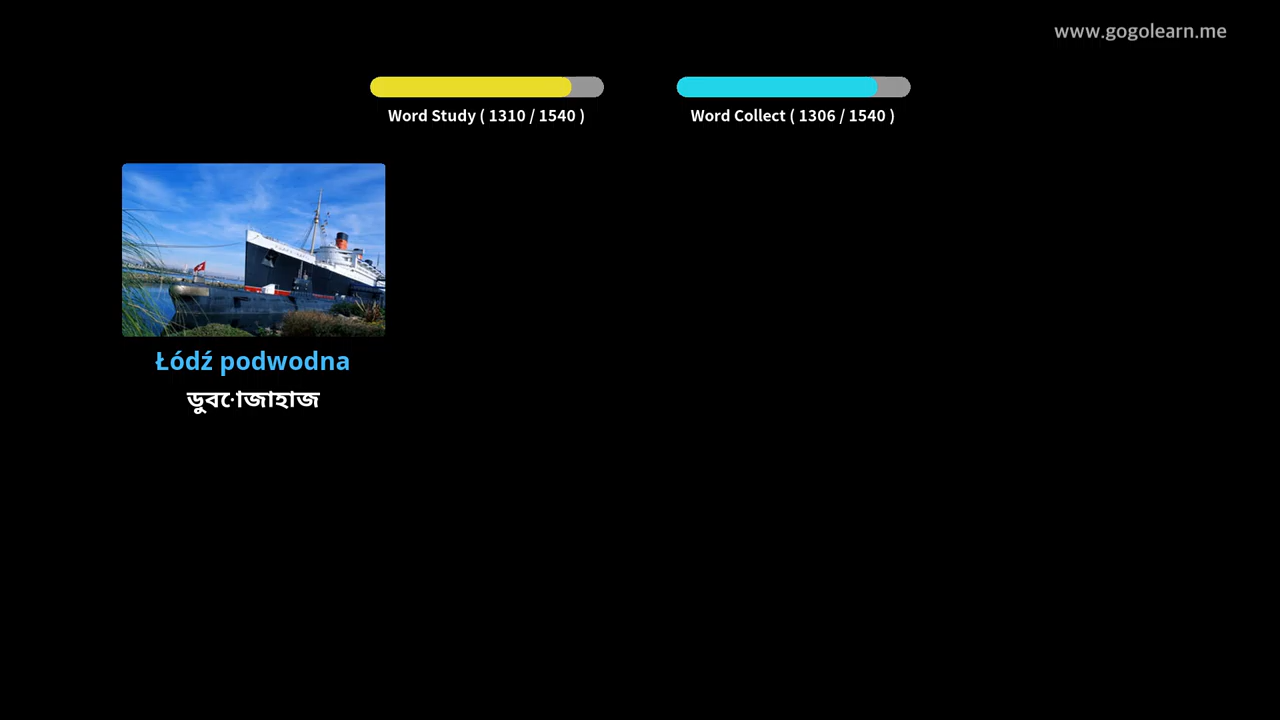 www.gogolearn.me
Word Study ( 1310 / 1540 )
Word Collect ( 1306 / 1540 )
Łódź podwodna
ডুব·োজাহাজ